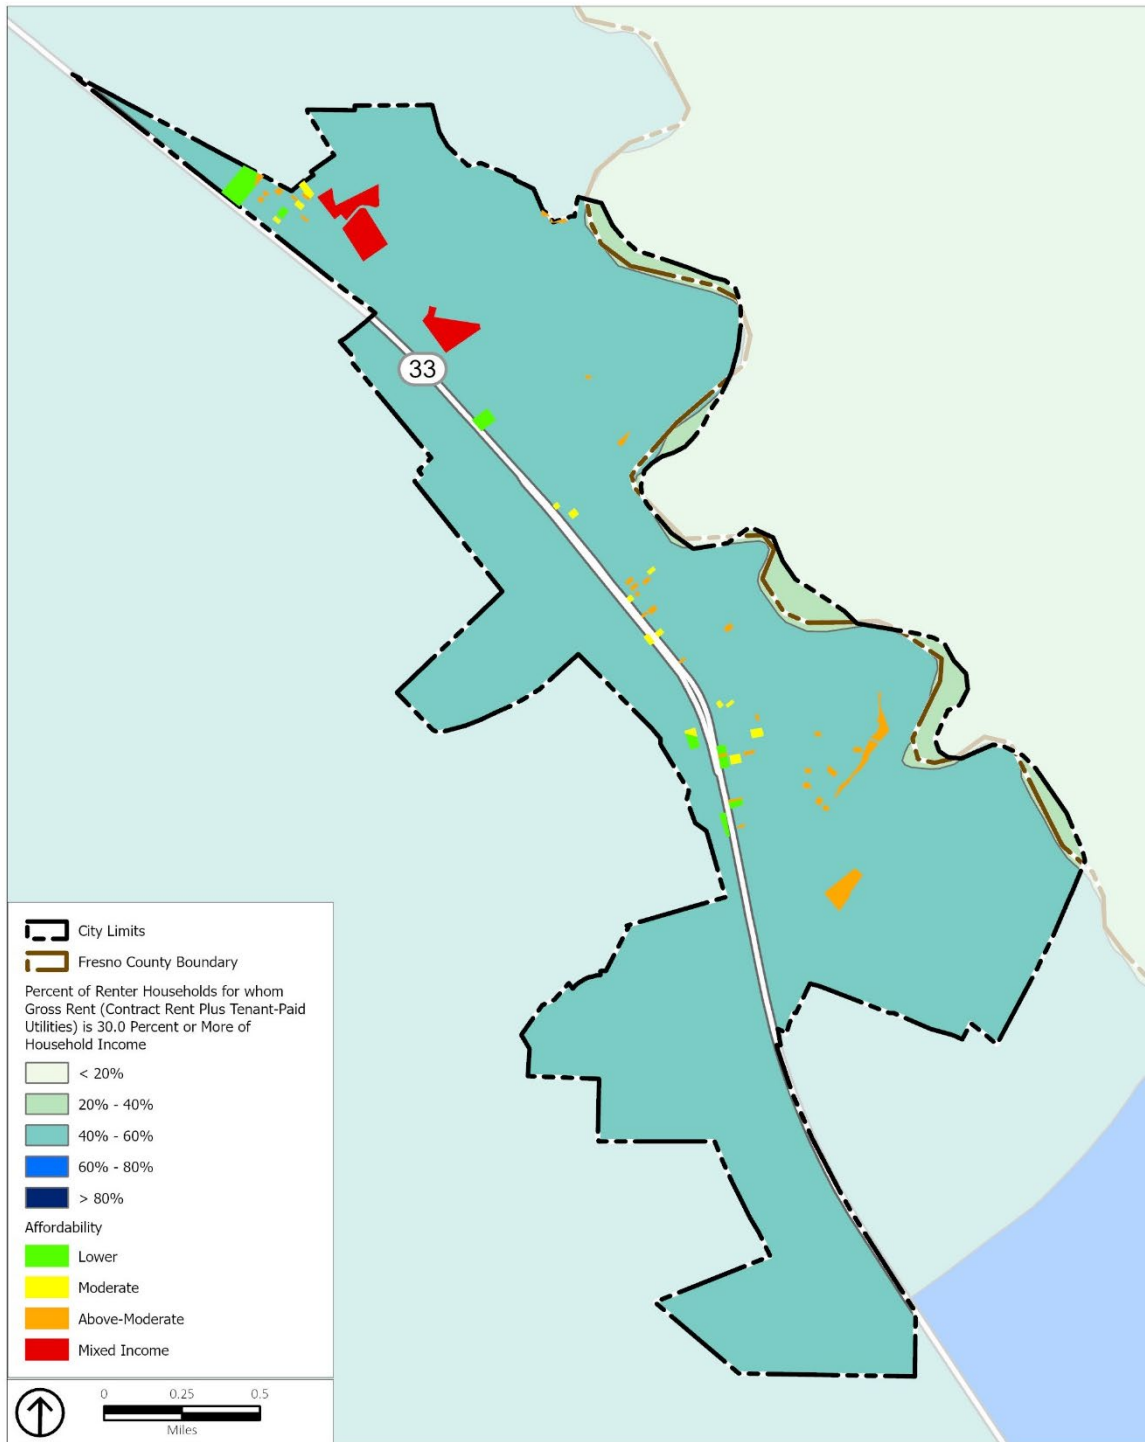 33
City Limits
Fresno County Boundary
Percent of Renter Households for whom
Gross Rent (Contract Rent Plus Tenant-Paid
Utilities) is 30.0 Percent or More of
Household Income
< 20%
20% - 40%
40% - 60%
60% - 80%
> 80%
Affordability
Lower
Moderate
Above-Moderate
Mixed Income
0 0.25 0.5
Miles